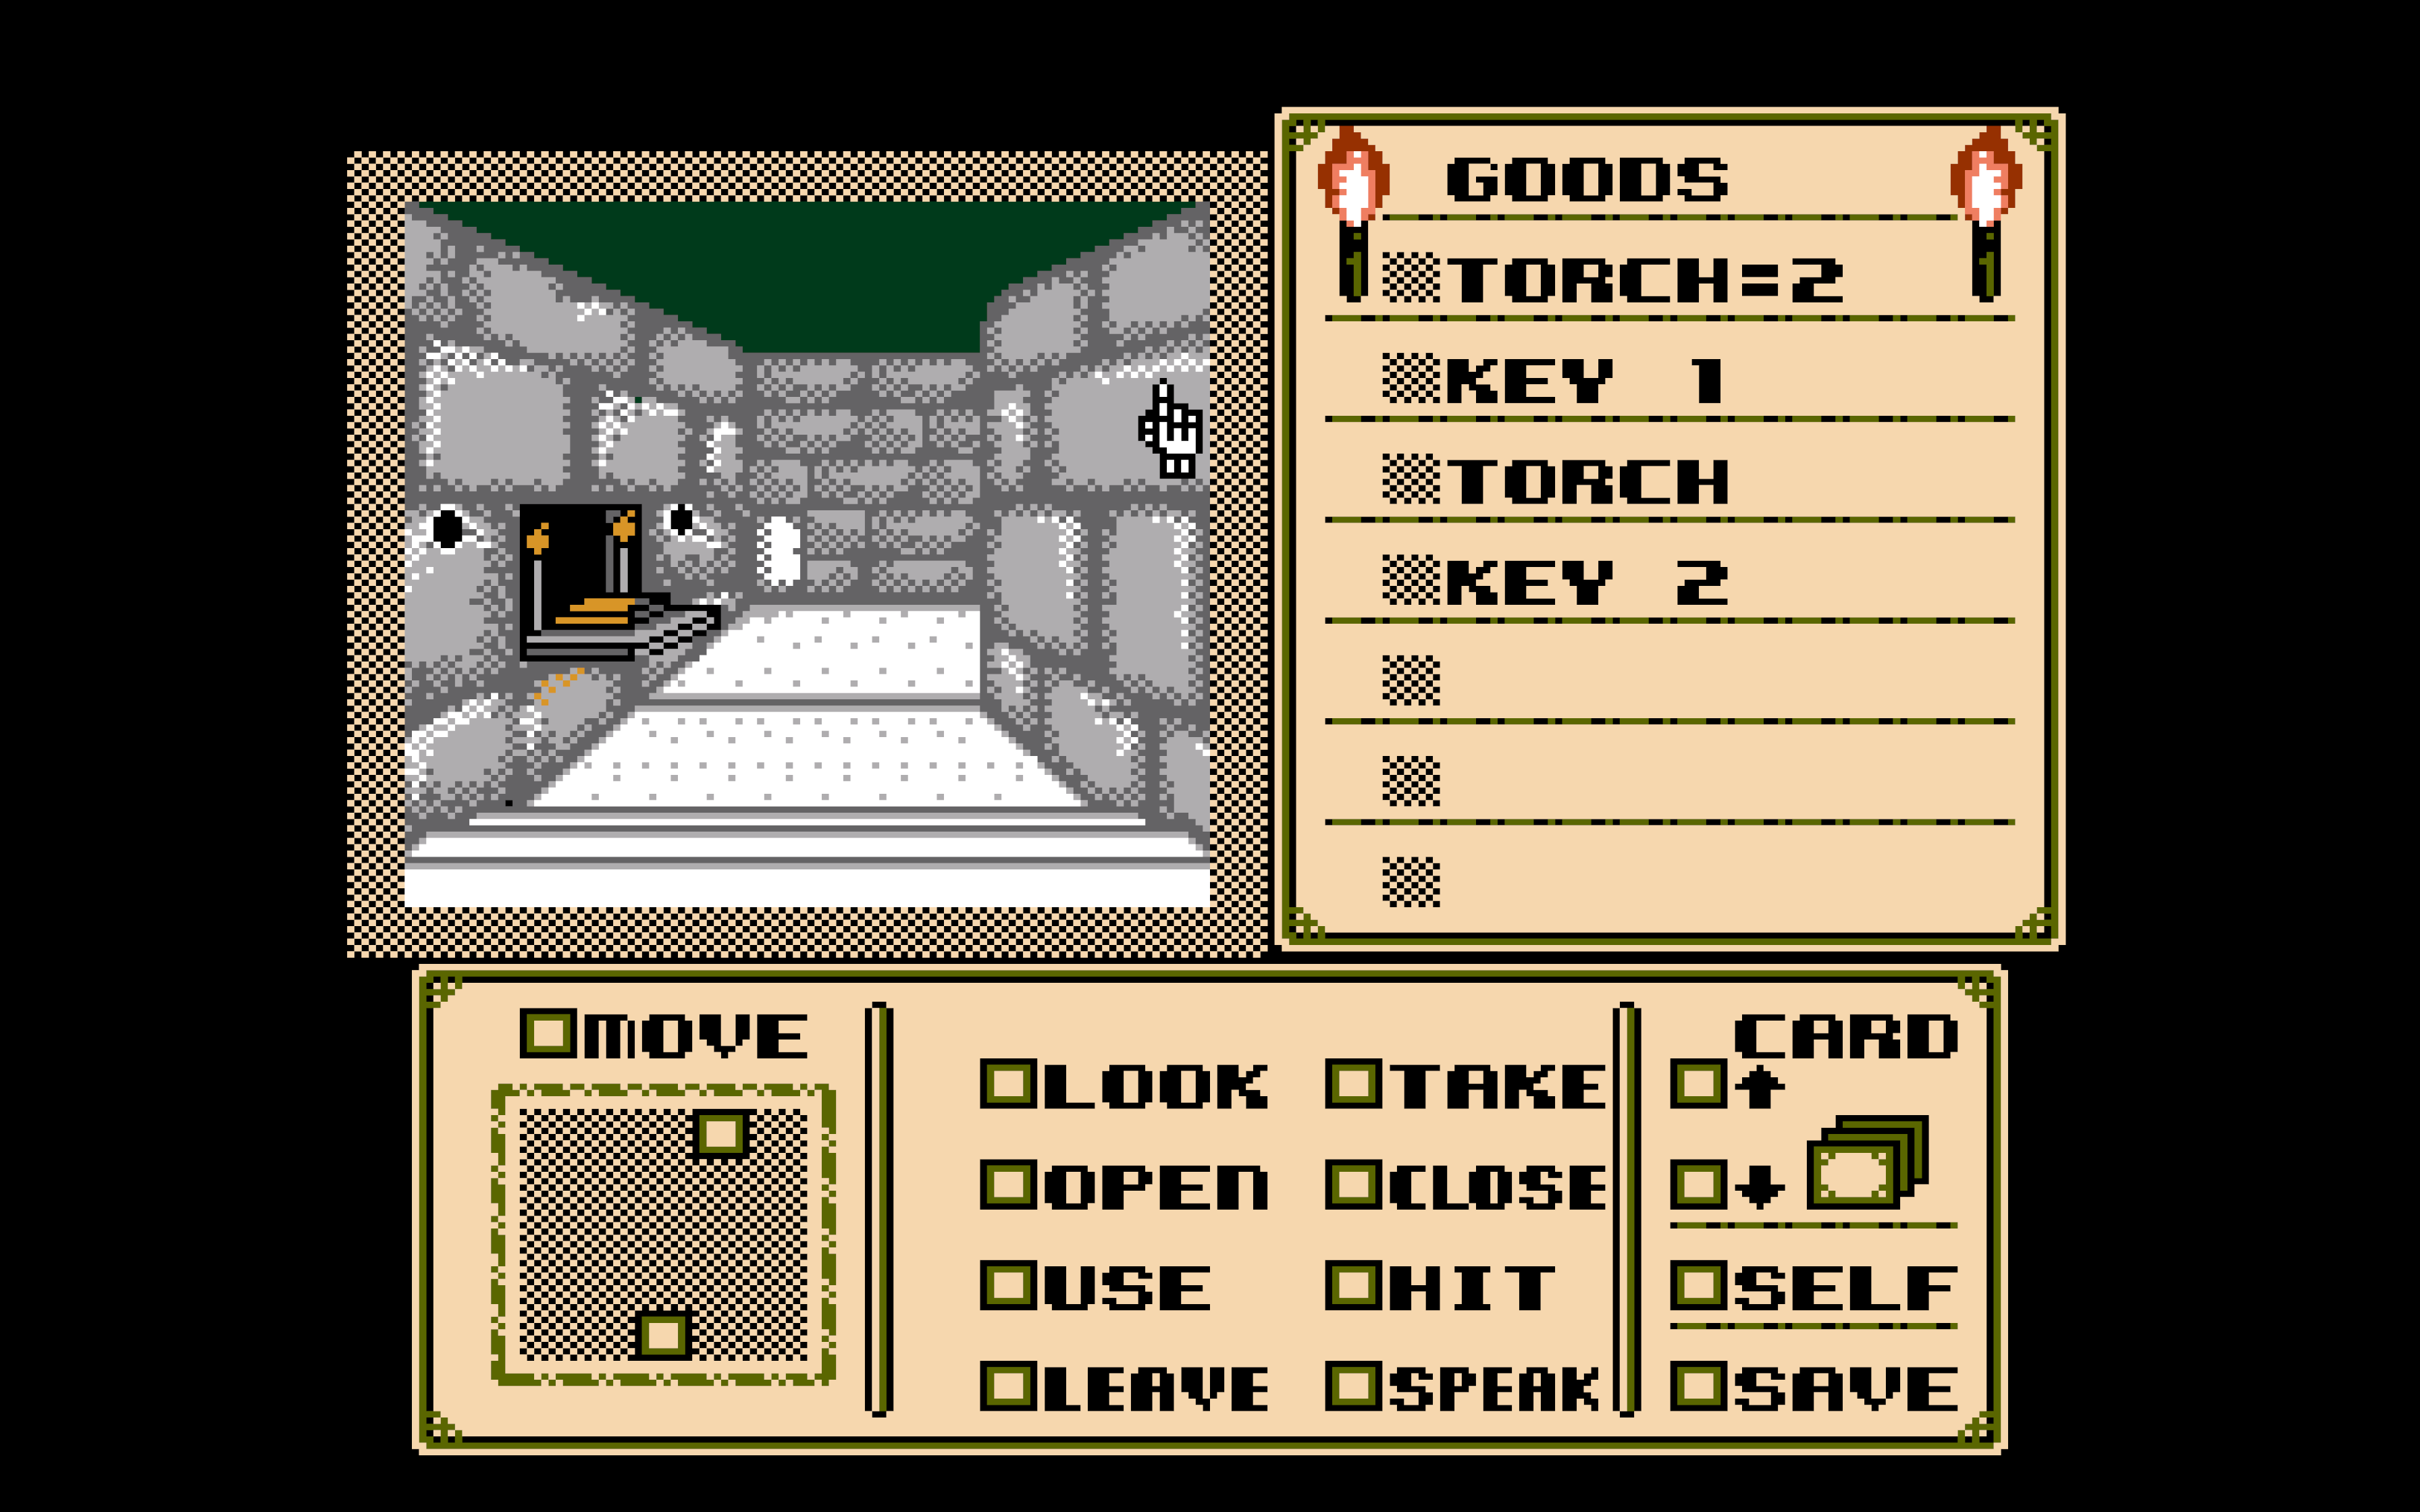 GOODS
TORCH=2
KEY 1
TORCH
KEY 2
MOVE
LOOK
TAKE
OPEN
CLOSE
USE
HIT
LEAVE
SPEAK
CARD
SELF
SAVE